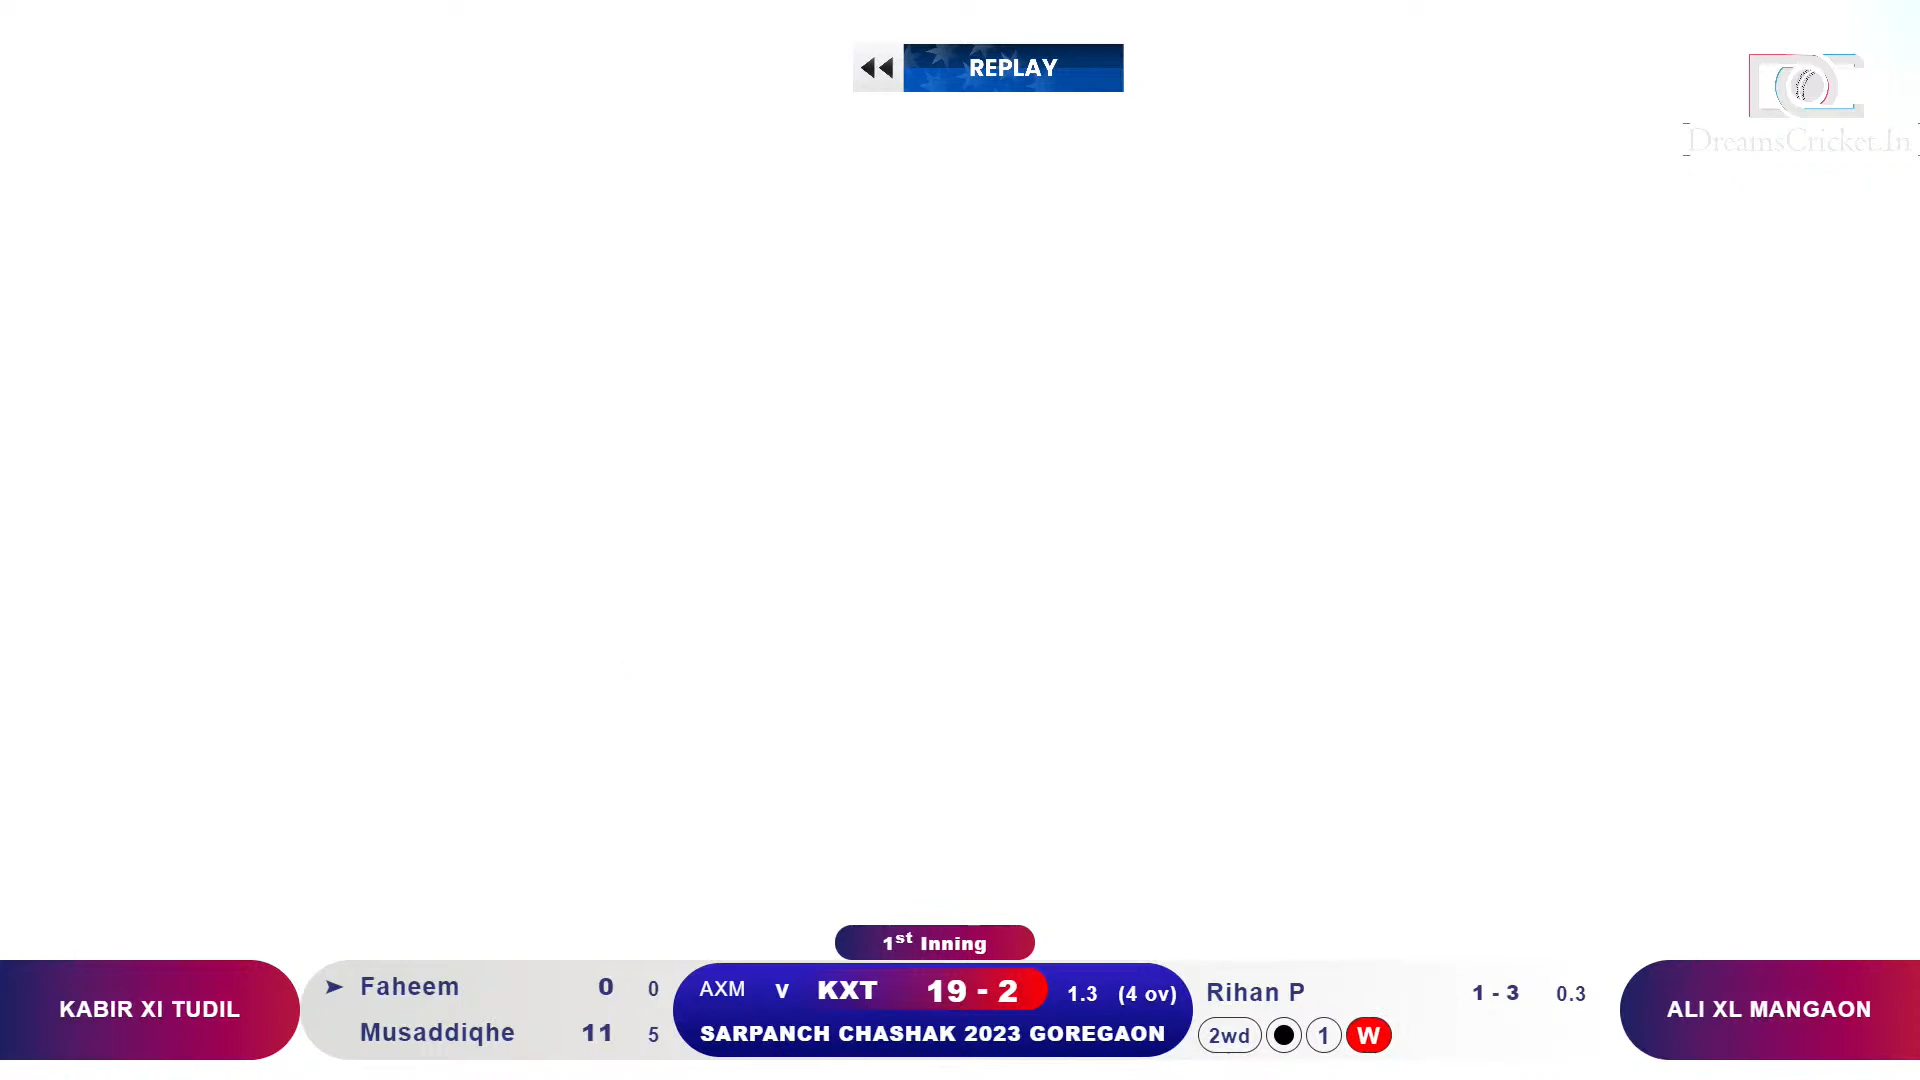 REPLAY
DreamsCricket.In
1st Inning
KABIR XI TUDIL
Faheem 0 0
Musaddiqhe 11 5
AXM v KXT 19 - 2 1.3 (4 ov)
SARPANCH CHASHAK 2023 GOREGAON
Rihan P 1 - 3 0.3
2wd 1 W
ALI XL MANGAON